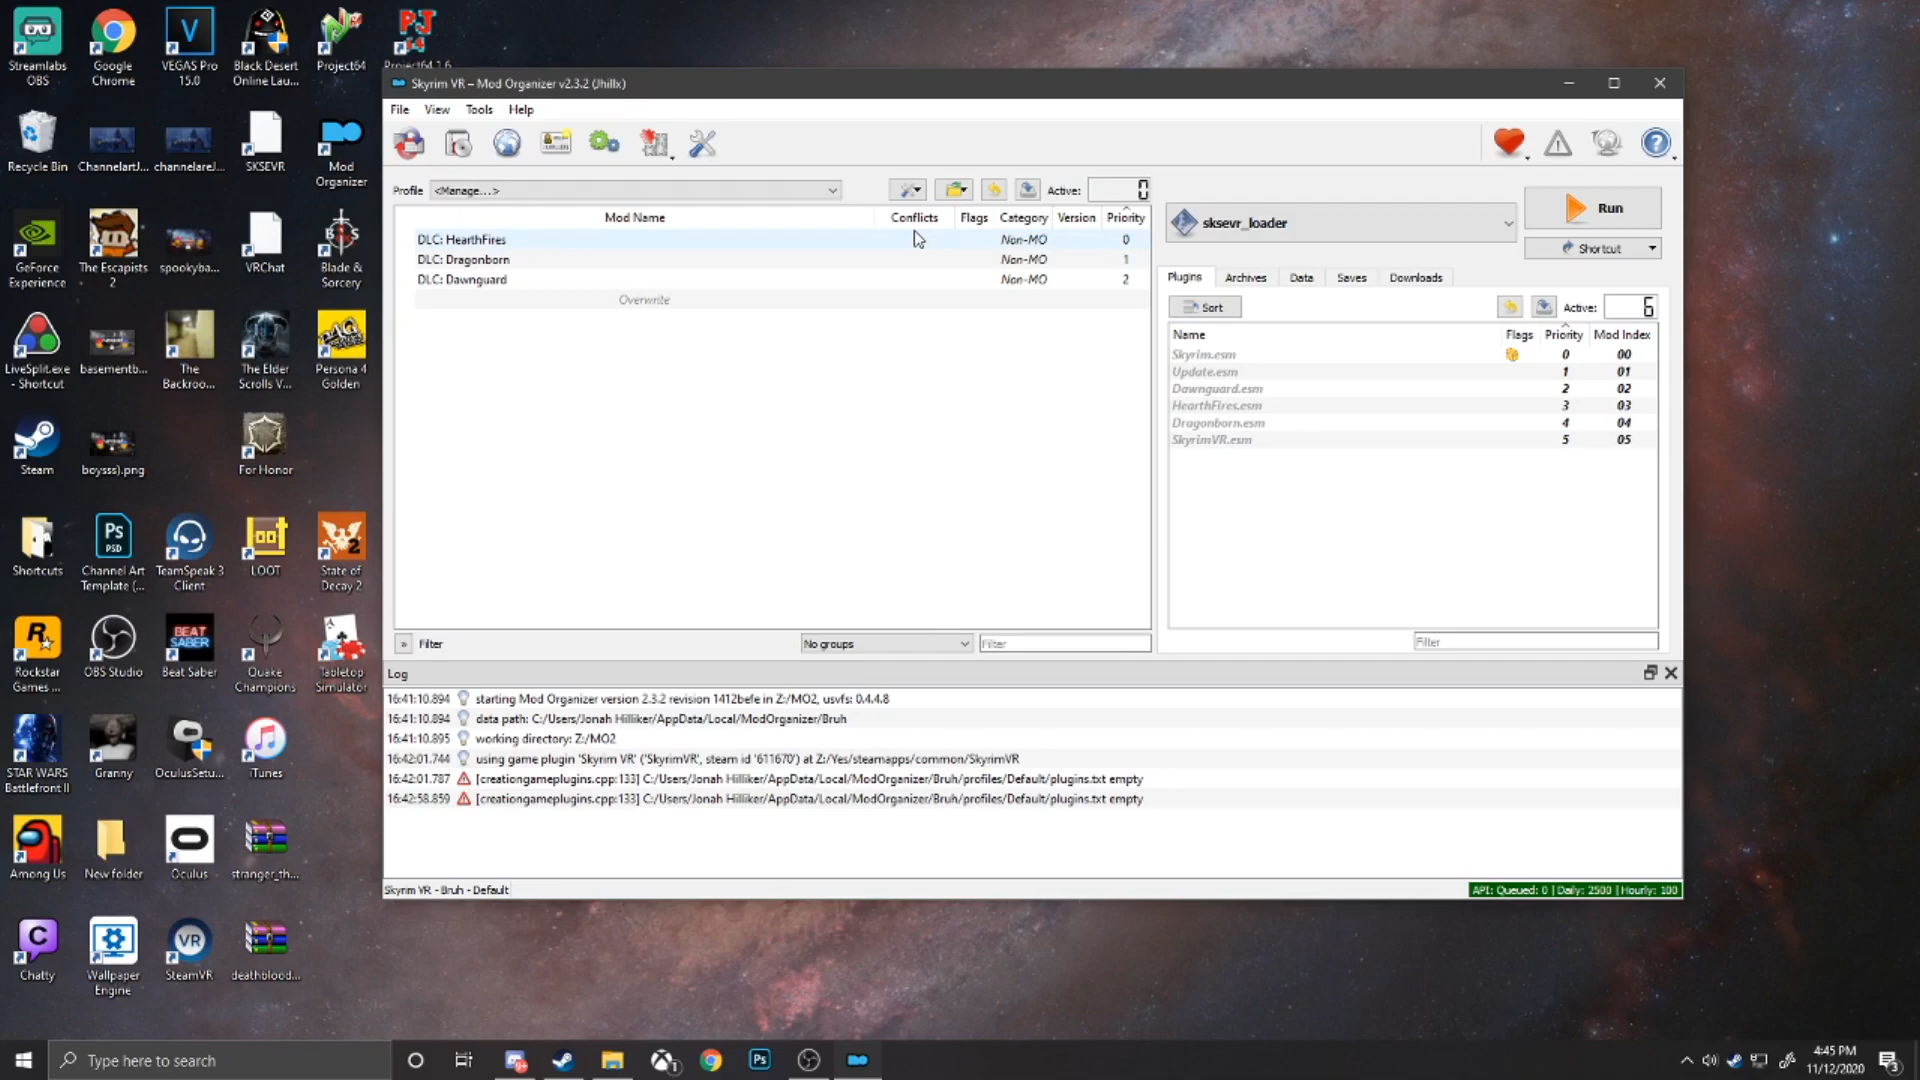 Streamlabs OBS
Google Chrome
VEGAS Pro 15.0
Black Desert Online Lau...
Project64
Project64 1.6
Recycle Bin
ChannelartJ...
channelareJ...
SKSEVR
Mod Organizer
GeForce Experience
The Escapists 2
spookyba...
VRChat
Blade & Sorcery
LiveSplit.exe - Shortcut
basementb...
The Backroo...
The Elder Scrolls V...
Persona 4 Golden
Steam
boysss).png
For Honor
Shortcuts
Channel Art Template (...
TeamSpeak 3 Client
LOOT
State of Decay 2
Rockstar Games ...
OBS Studio
Beat Saber
Quake Champions
Tabletop Simulator
STAR WARS Battlefront II
Granny
OculusSetu...
iTunes
Among Us
New folder
Oculus
stranger_th...
Chatty
Wallpaper Engine
SteamVR
deathblood...
Skyrim VR – Mod Organizer v2.3.2 (Jhillx)
File View Tools Help
Profile <Manage...> Active: 0
Mod Name Conflicts Flags Category Version Priority
DLC: HearthFires Non-MO 0
DLC: Dragonborn Non-MO 1
DLC: Dawnguard Non-MO 2
Overwrite
» Filter No groups Filter
sksevr_loader Run
Shortcut
Plugins Archives Data Saves Downloads
Sort Active: 6
Name Flags Priority Mod Index
Skyrim.esm 0 00
Update.esm 1 01
Dawnguard.esm 2 02
HearthFires.esm 3 03
Dragonborn.esm 4 04
SkyrimVR.esm 5 05
Filter
Log
16:41:10.894 starting Mod Organizer version 2.3.2 revision 1412befe in Z:/MO2, usvfs: 0.4.4.8
16:41:10.894 data path: C:/Users/Jonah Hilliker/AppData/Local/ModOrganizer/Bruh
16:41:10.895 working directory: Z:/MO2
16:42:01.744 using game plugin 'Skyrim VR' ('SkyrimVR', steam id '611670') at Z:/Yes/steamapps/common/SkyrimVR
16:42:01.787 [creationgameplugins.cpp:133] C:/Users/Jonah Hilliker/AppData/Local/ModOrganizer/Bruh/profiles/Default/plugins.txt empty
16:42:58.859 [creationgameplugins.cpp:133] C:/Users/Jonah Hilliker/AppData/Local/ModOrganizer/Bruh/profiles/Default/plugins.txt empty
Skyrim VR - Bruh - Default
API: Queued: 0 | Daily: 2500 | Hourly: 100
Type here to search
4:45 PM
11/12/2020